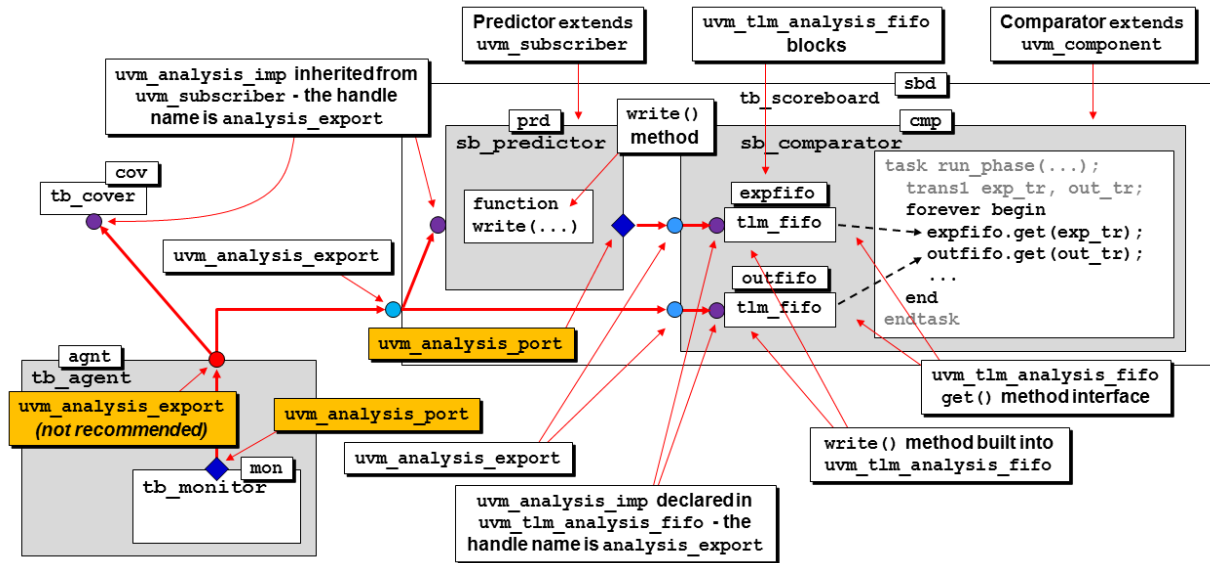 Predictor extends
uvm_subscriber
uvm_tlm_analysis_fifo
blocks
Comparator extends
uvm_component
uvm_analysis_imp inherited from
uvm_subscriber - the handle
name is analysis_export
sbd
tb_scoreboard
prd
sb_predictor
write()
method
cmp
sb_comparator
cov
tb_cover
function
write(...)
expfifo
tlm_fifo
outfifo
tlm_fifo
task run_phase(...);
trans1 exp_tr, out_tr;
forever begin
expfifo.get(exp_tr);
outfifo.get(out_tr);
...
end
endtask
uvm_analysis_export
uvm_analysis_port
agnt
tb_agent
uvm_analysis_export
(not recommended)
uvm_analysis_port
mon
tb_monitor
uvm_analysis_export
uvm_analysis_imp declared in
uvm_tlm_analysis_fifo - the
handle name is analysis_export
uvm_tlm_analysis_fifo
get() method interface
write() method built into
uvm_tlm_analysis_fifo